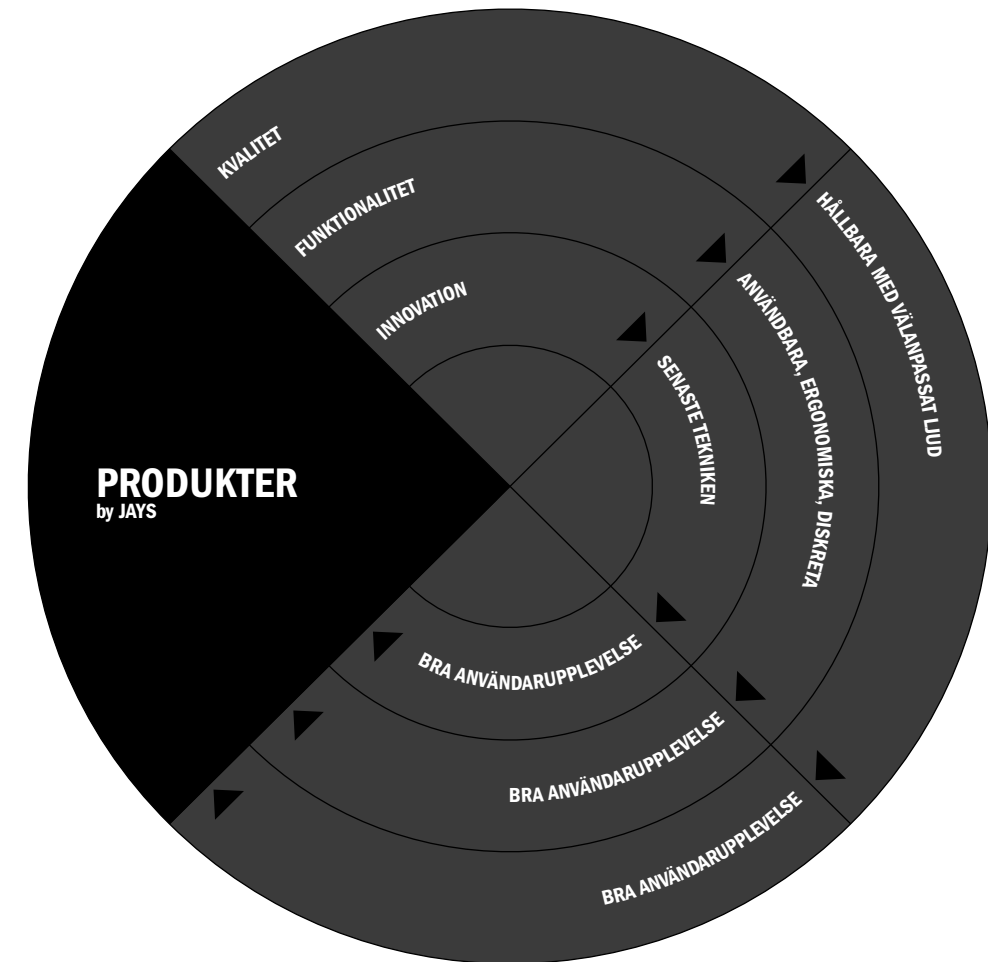 KVALITET
FUNKTIONALITET
INNOVATION
HÅLLBARA MED VÄLANPASSAT LJUD
ANVÄNDBARA, ERGONOMISKA, DISKRETA
SENASTE TEKNIKEN
PRODUKTER
by JAYS
BRA ANVÄNDARUPPLEVELSE
BRA ANVÄNDARUPPLEVELSE
BRA ANVÄNDARUPPLEVELSE